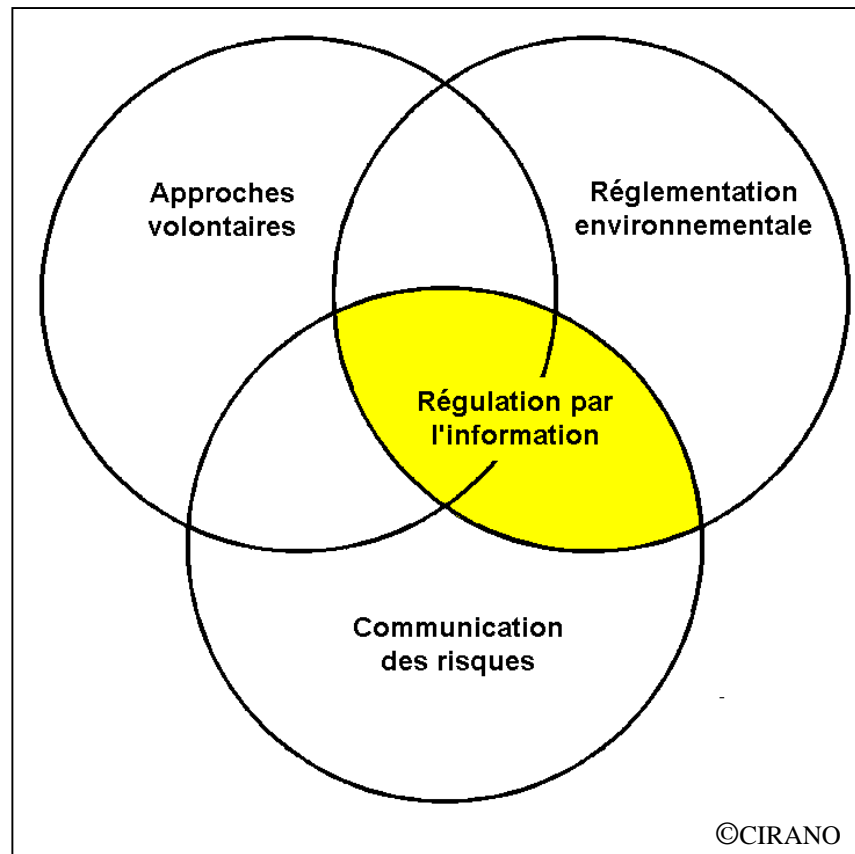 Approches
volontaires
Réglementation
environnementale
Régulation par
l'information
Communication
des risques
©CIRANO